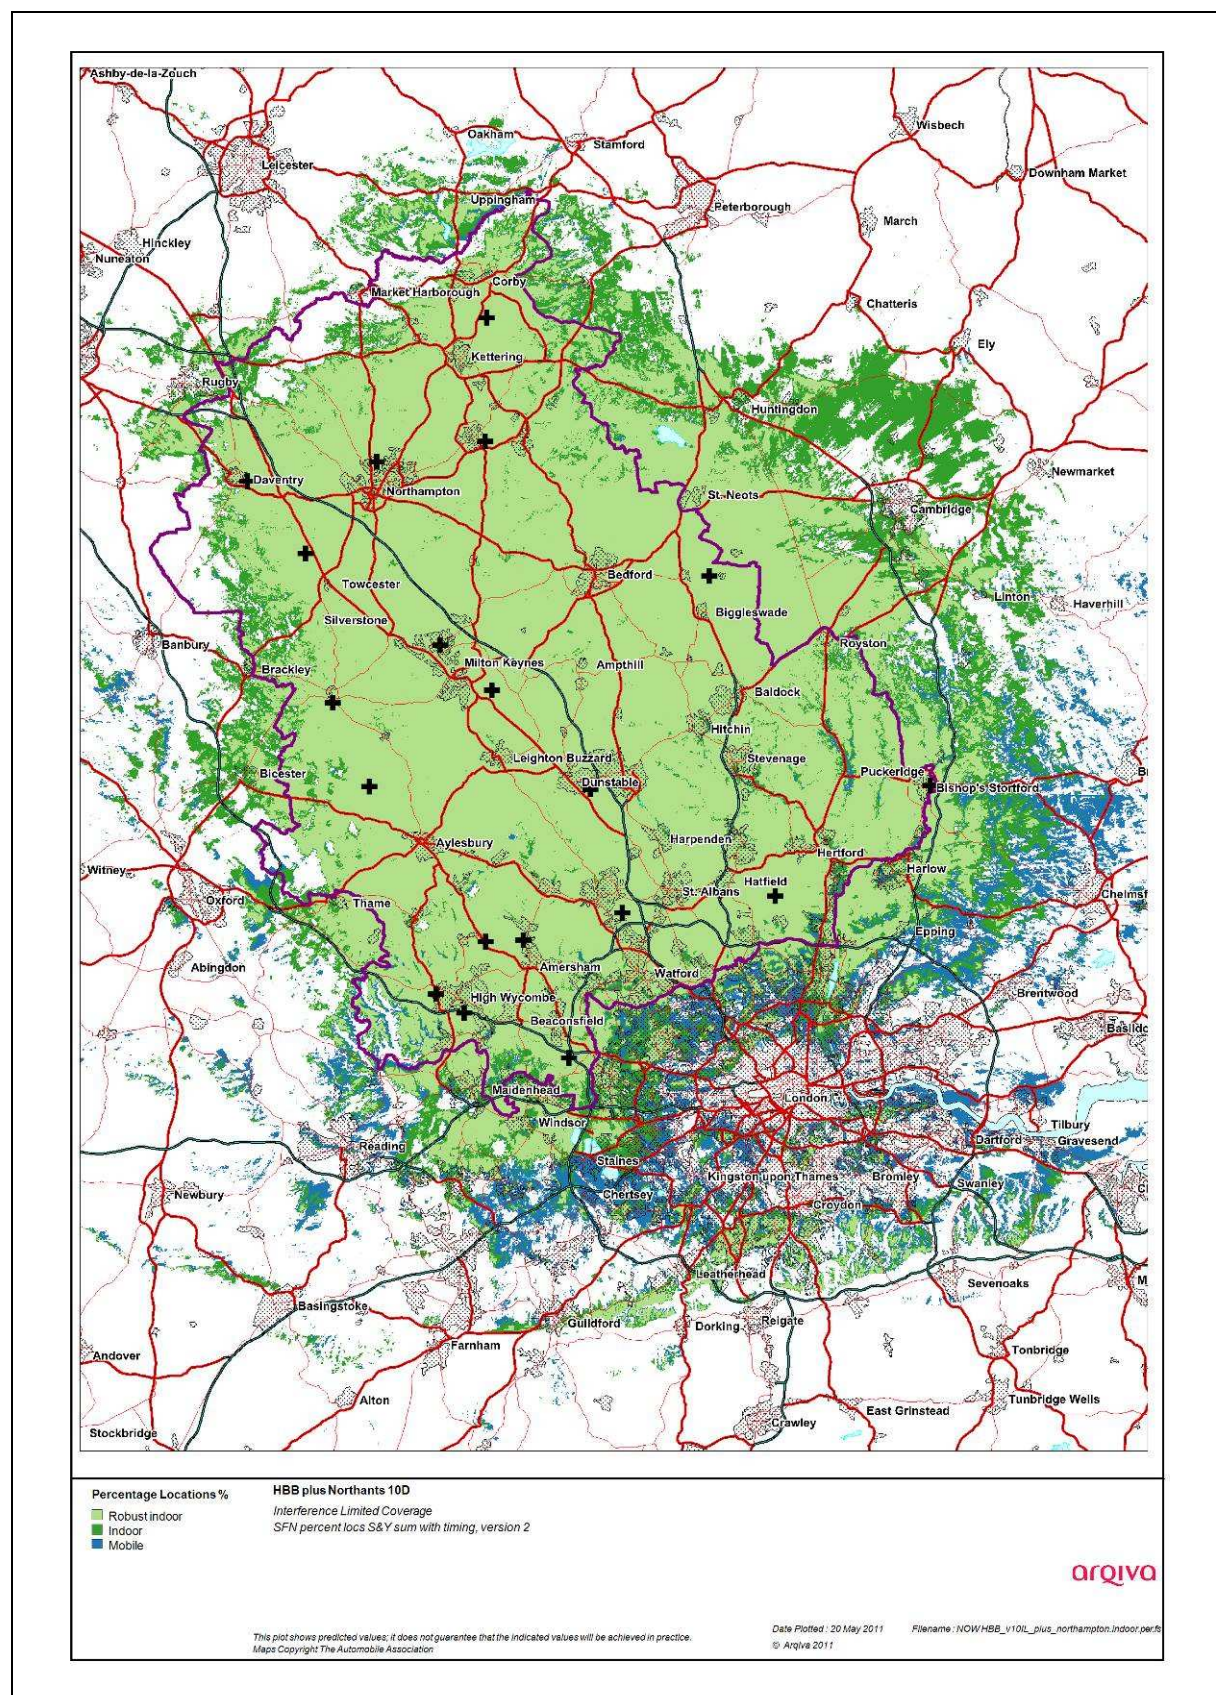 Ashby-de-la-Zouch
Oakham
Stamford
Wisbech
Leicester
Downham Market
Uppingham
Peterborough
March
Hinckley
Nuneaton
Market Harborough
Corby
Chatteris
Kettering
Ely
Rugby
Huntingdon
Daventry
Northampton
St. Neots
Newmarket
Cambridge
Towcester
Bedford
Linton
Haverhill
Silverstone
Biggleswade
Banbury
Royston
Brackley
Milton Keynes
Ampthill
Baldock
Hitchin
Leighton Buzzard
Stevenage
Bicester
Dunstable
Puckeridge
Bishop's Stortford
Aylesbury
Harpenden
Hertford
Witney
Oxford
Thame
St. Albans
Hatfield
Harlow
Chelmsf
Epping
Abingdon
Amersham
Watford
High Wycombe
Brentwood
Beaconsfield
Basildo
Maidenhead
London
Windsor
Tilbury
Reading
Dartford
Gravesend
Staines
Newbury
Chertsey
Kingston upon Thames
Bromley
Swanley
Croydon
Leatherhead
Sevenoaks
Basingstoke
Guildford
Dorking
Reigate
Andover
Farnham
Tonbridge
Alton
Tunbridge Wells
Stockbridge
Crawley
East Grinstead
Percentage Locations %
Robust indoor
Indoor
Mobile
HBB plus Northants 10D
Interference Limited Coverage
SFN percent locs S&Y sum with timing, version 2
arqiva
This plot shows predicted values; it does not guarantee that the indicated values will be achieved in practice.
Maps Copyright The Automobile Association
Date Plotted : 20 May 2011
© Arqiva 2011
Filename : NOWHBB_v10IL_plus_northampton.indoor.per.fs